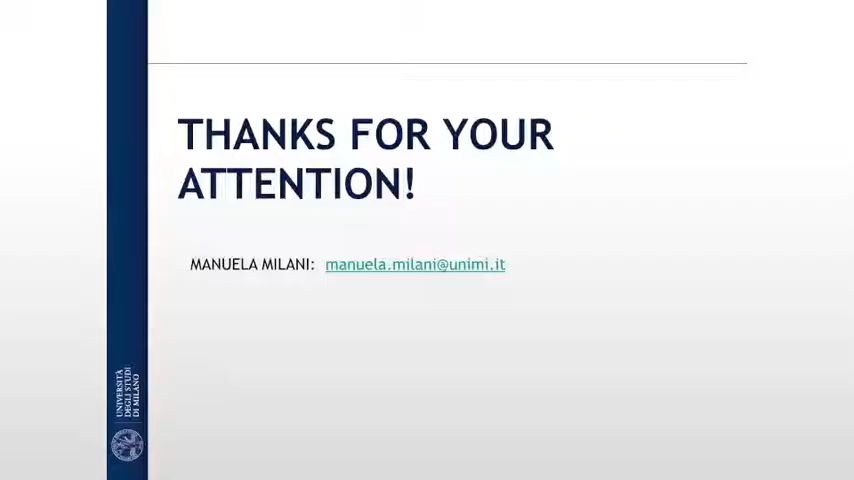 THANKS FOR YOUR
ATTENTION!
MANUELA MILANI: manuela.milani@unimi.it
UNIVERSITÀ
DEGLI STUDI
DI MILANO